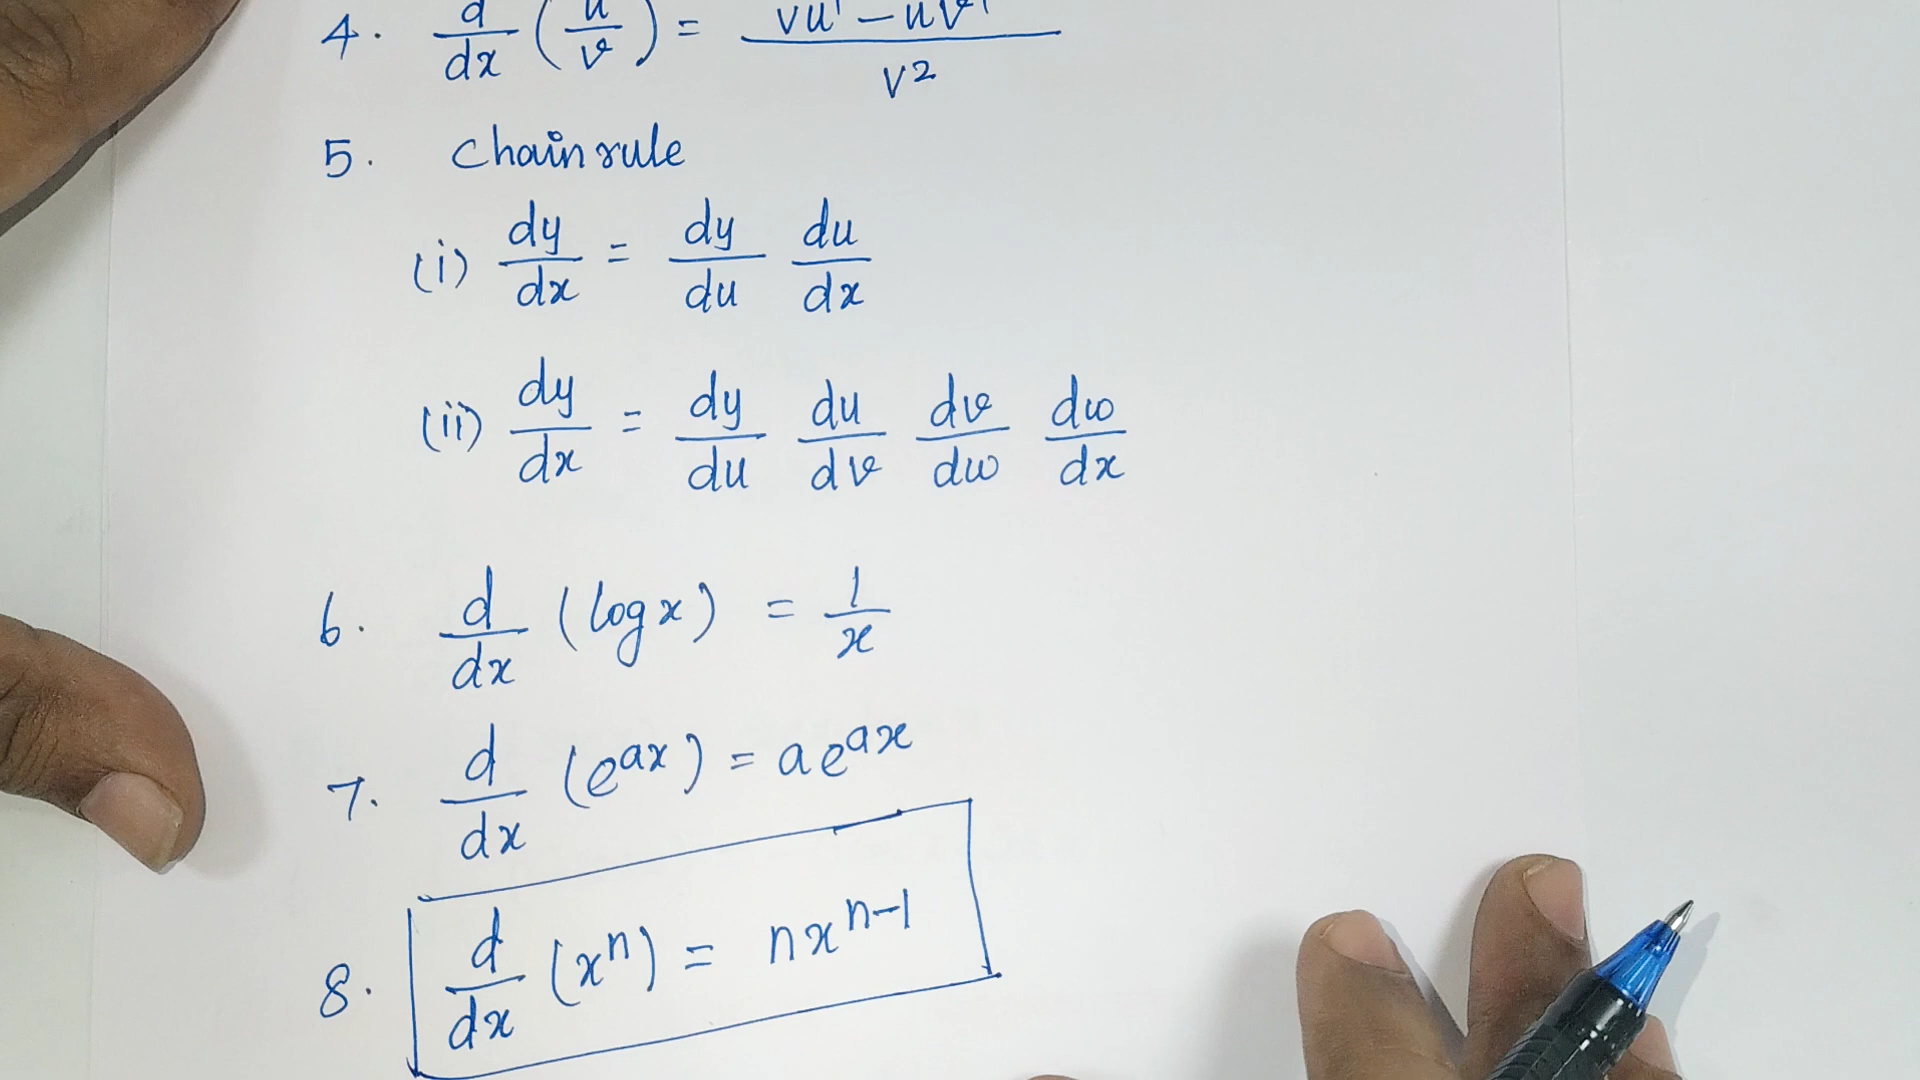 4. d/dx (u/v) = vu' - uv' / v²
5. Chain rule
(i) dy/dx = dy/du du/dx
(ii) dy/dx = dy/du du/dv dv/dw dw/dx
6. d/dx (log x) = 1/x
7. d/dx (e^ax) = a e^ax
8. d/dx (x^n) = n x^n-1